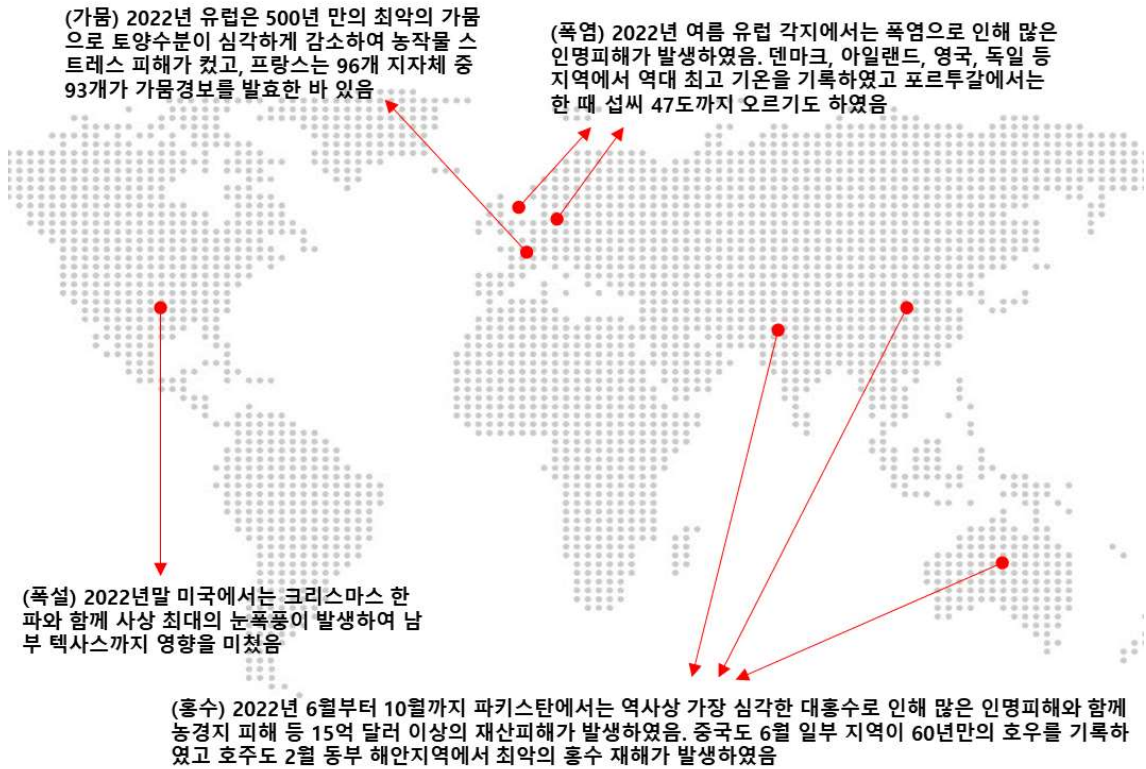 (가뭄) 2022년 유럽은 500년 만의 최악의 가뭄
으로 토양수분이 심각하게 감소하여 농작물 스
트레스 피해가 컸고, 프랑스는 96개 지자체 중
93개가 가뭄경보를 발효한 바 있음
(폭염) 2022년 여름 유럽 각지에서는 폭염으로 인해 많은
인명피해가 발생하였음. 덴마크, 아일랜드, 영국, 독일 등
지역에서 역대 최고 기온을 기록하였고 포르투갈에서는
한 때 섭씨 47도까지 오르기도 하였음
(폭설) 2022년말 미국에서는 크리스마스 한
파와 함께 사상 최대의 눈폭풍이 발생하여 남
부 텍사스까지 영향을 미쳤음
(홍수) 2022년 6월부터 10월까지 파키스탄에서는 역사상 가장 심각한 대홍수로 인해 많은 인명피해와 함께
농경지 피해 등 15억 달러 이상의 재산피해가 발생하였음. 중국도 6월 일부 지역이 60년만의 호우를 기록하
였고 호주도 2월 동부 해안지역에서 최악의 홍수 재해가 발생하였음